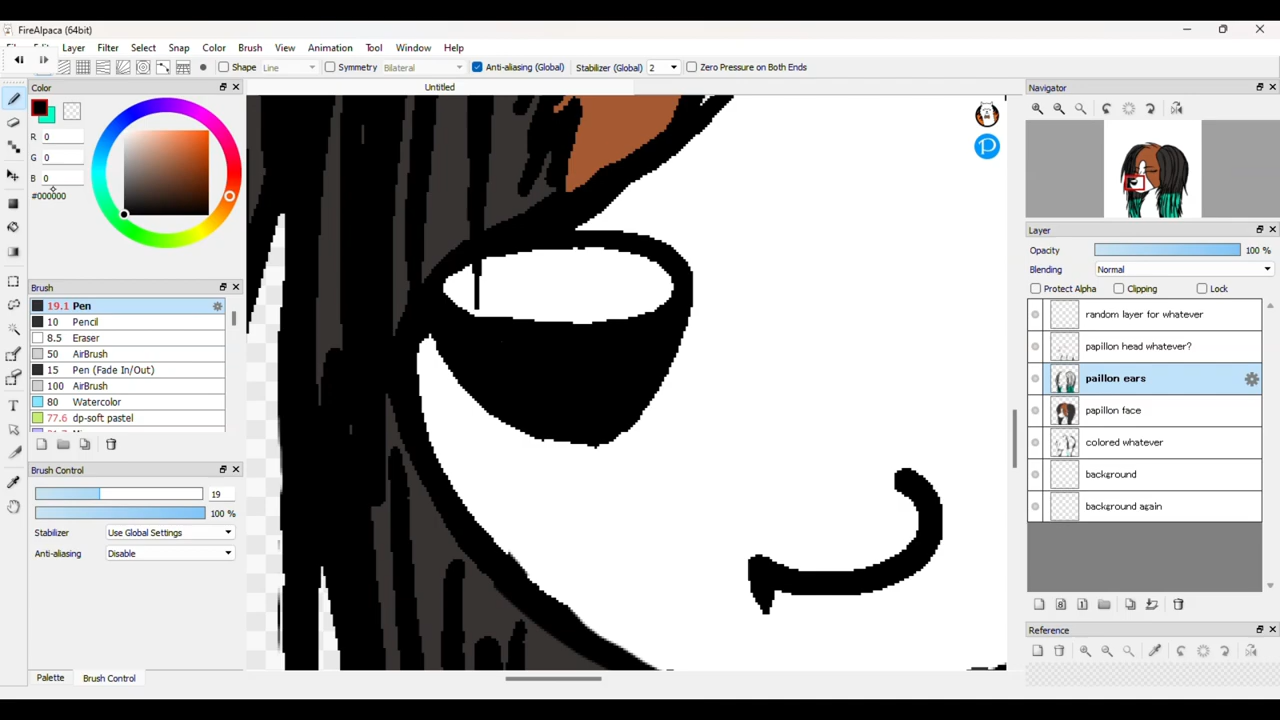 FireAlpaca (64bit)
Layer Filter Select Snap Color Brush View Animation Tool Window Help
Shape Line Symmetry Bilateral Anti-aliasing (Global) Stabilizer (Global) 2 Zero Pressure on Both Ends
Color
Untitled
Navigator
R 0
G 0
B 0
#000000
P
Layer
Opacity 100 %
Blending Normal
Protect Alpha Clipping Lock
Brush
19.1 Pen
10 Pencil
8.5 Eraser
50 AirBrush
15 Pen (Fade In/Out)
100 AirBrush
80 Watercolor
77.6 dp-soft pastel
random layer for whatever
papillon head whatever?
paillon ears
papillon face
colored whatever
background
background again
Brush Control
19
100 %
Stabilizer Use Global Settings
Anti-aliasing Disable
8 1
Reference
Palette Brush Control